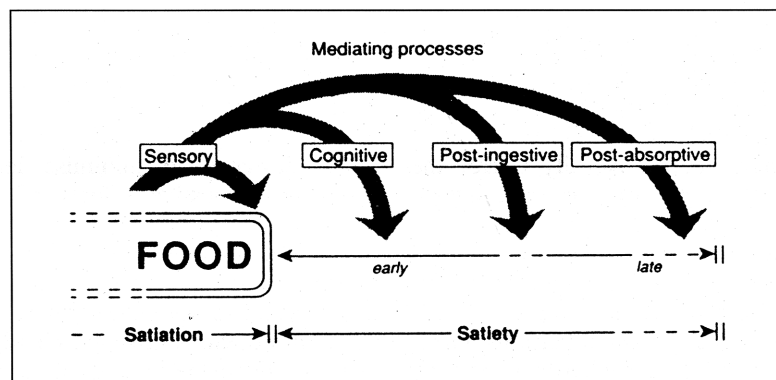 Mediating processes
Sensory Cognitive Post-ingestive Post-absorptive
FOOD
early late
Satiation Satiety